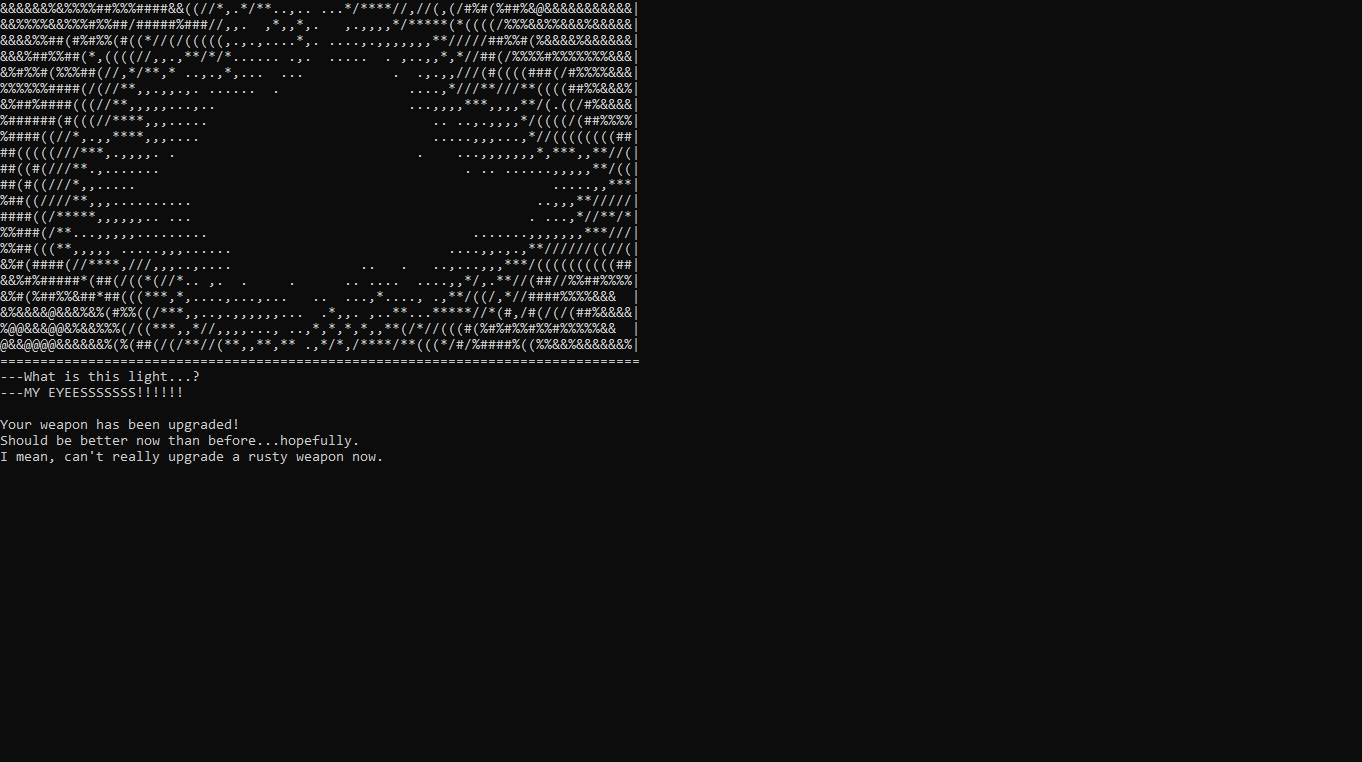 ---What is this light...?
---MY EYEESSSSSSS!!!!!!
Your weapon has been upgraded!
Should be better now than before...hopefully.
I mean, can't really upgrade a rusty weapon now.